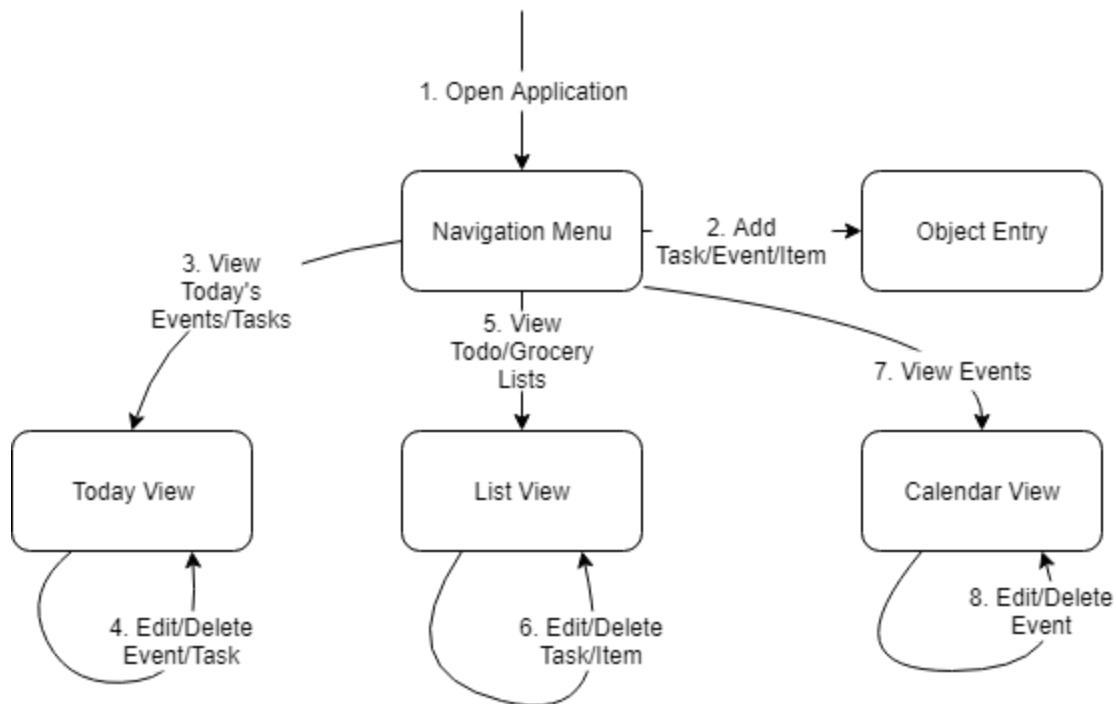 1. Open Application
Navigation Menu
2. Add
Task/Event/Item
Object Entry
3. View
Today's
Events/Tasks
5. View
Todo/Grocery
Lists
7. View Events
Today View
List View
Calendar View
4. Edit/Delete
Event/Task
6. Edit/Delete
Task/Item
8. Edit/Delete
Event